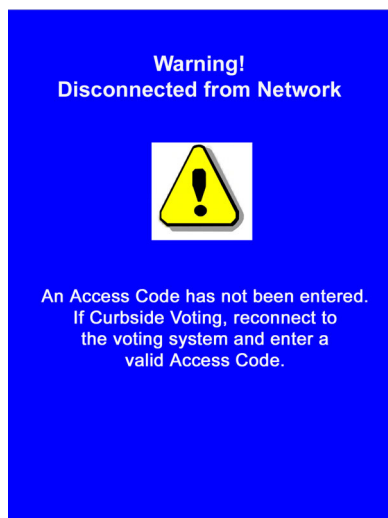 Warning!
Disconnected from Network
An Access Code has not been entered.
If Curbside Voting, reconnect to
the voting system and enter a
valid Access Code.